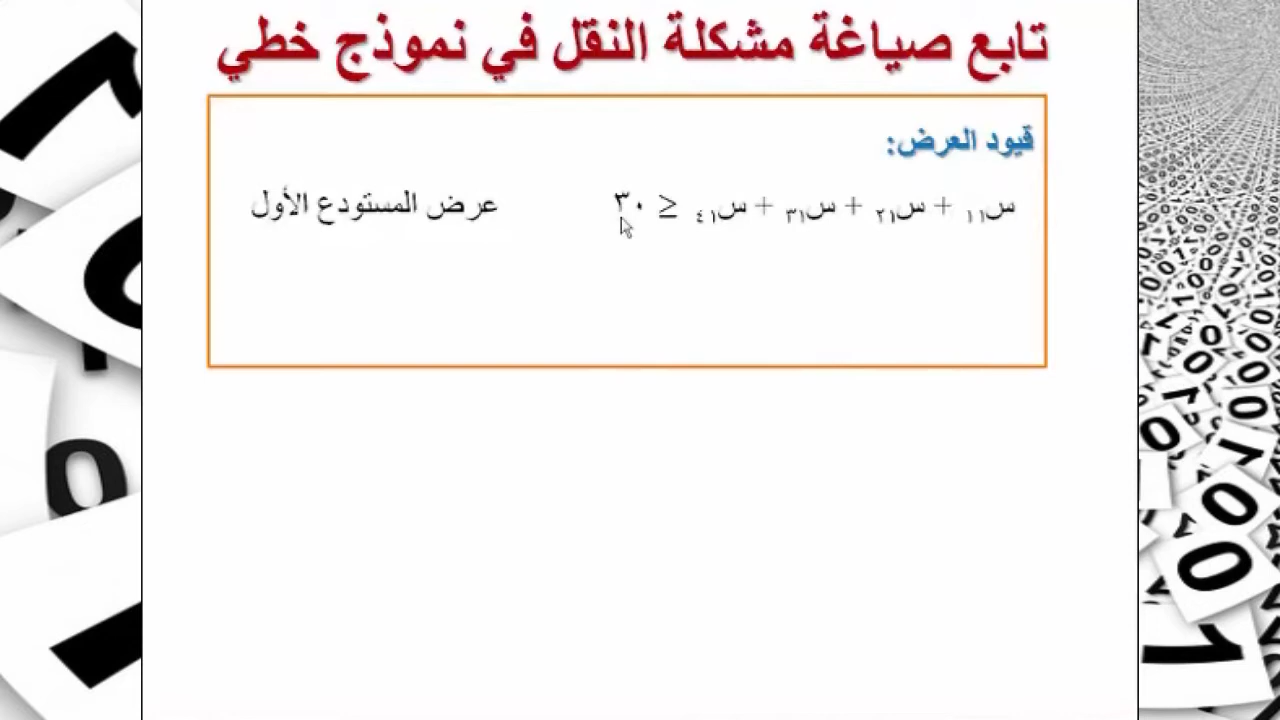 تابع صياغة مشكلة النقل في نموذج خطي
قيود العرض:
س١١ + س٢١ + س٣١ + س٤١ ≥ ٣٠ عرض المستودع الأول